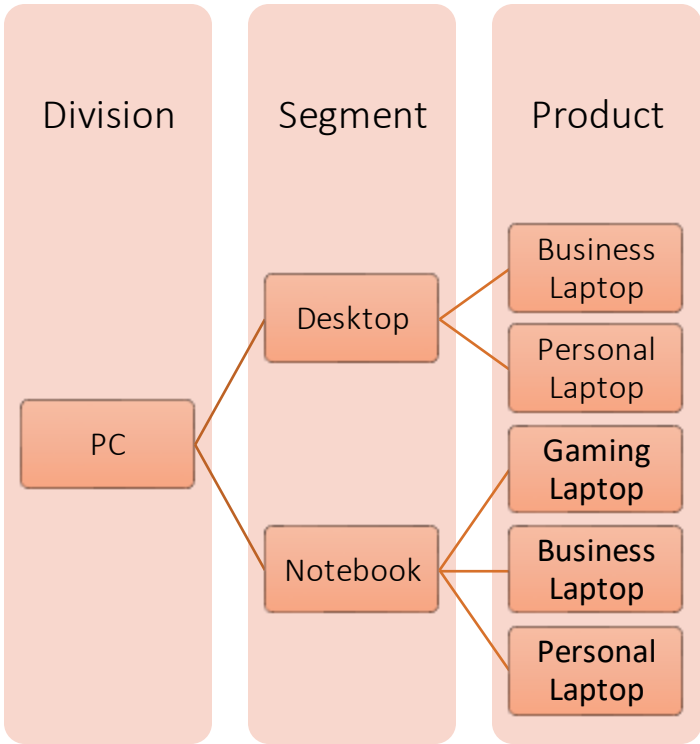 Division
Segment
Product
PC
Desktop
Business
Laptop
Personal
Laptop
Notebook
Gaming
Laptop
Business
Laptop
Personal
Laptop